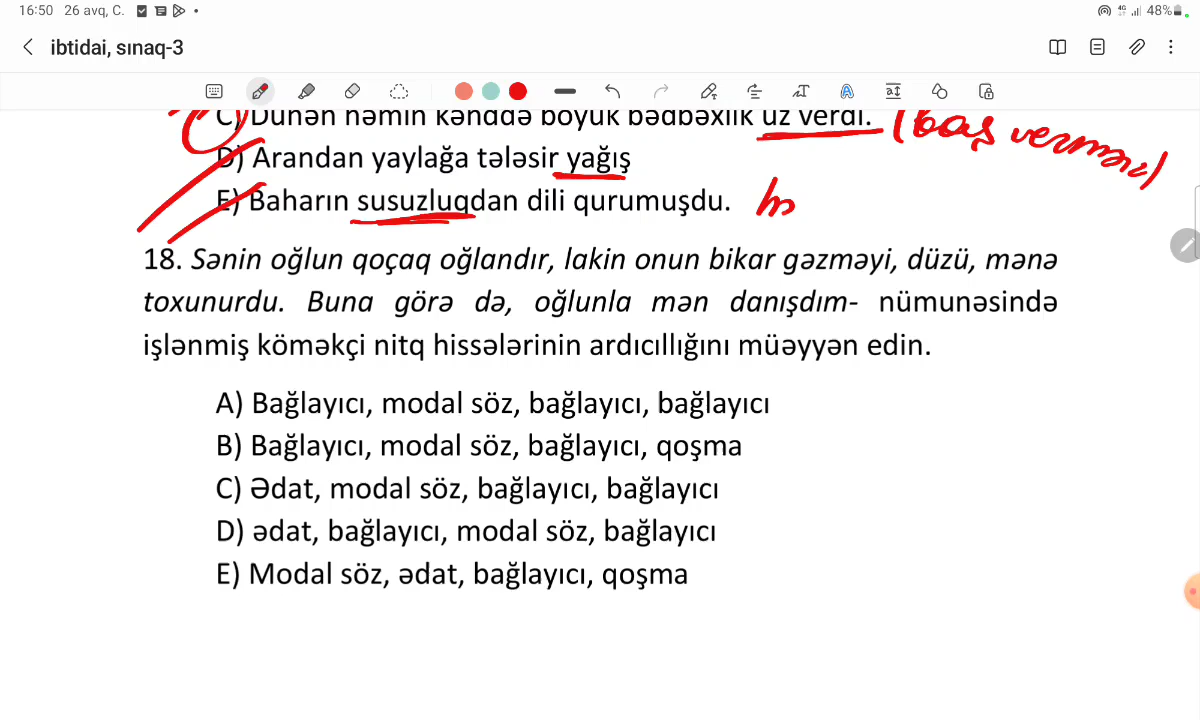 16:50 26 avq, C. 4G 48%
ibtidai, sınaq-3
C) Dünən həmin kənddə böyük bədbəxlik üz verdi. (baş vermək)
D) Arandan yaylağa tələsir yağış
E) Baharın susuzluqdan dili qurumuşdu. m
18. Sənin oğlun qoçaq oğlandır, lakin onun bikar gəzməyi, düzü, mənə
toxunurdu. Buna görə də, oğlunla mən danışdım- nümunəsində
işlənmiş köməkçi nitq hissələrinin ardıcıllığını müəyyən edin.
A) Bağlayıcı, modal söz, bağlayıcı, bağlayıcı
B) Bağlayıcı, modal söz, bağlayıcı, qoşma
C) Ədat, modal söz, bağlayıcı, bağlayıcı
D) ədat, bağlayıcı, modal söz, bağlayıcı
E) Modal söz, ədat, bağlayıcı, qoşma